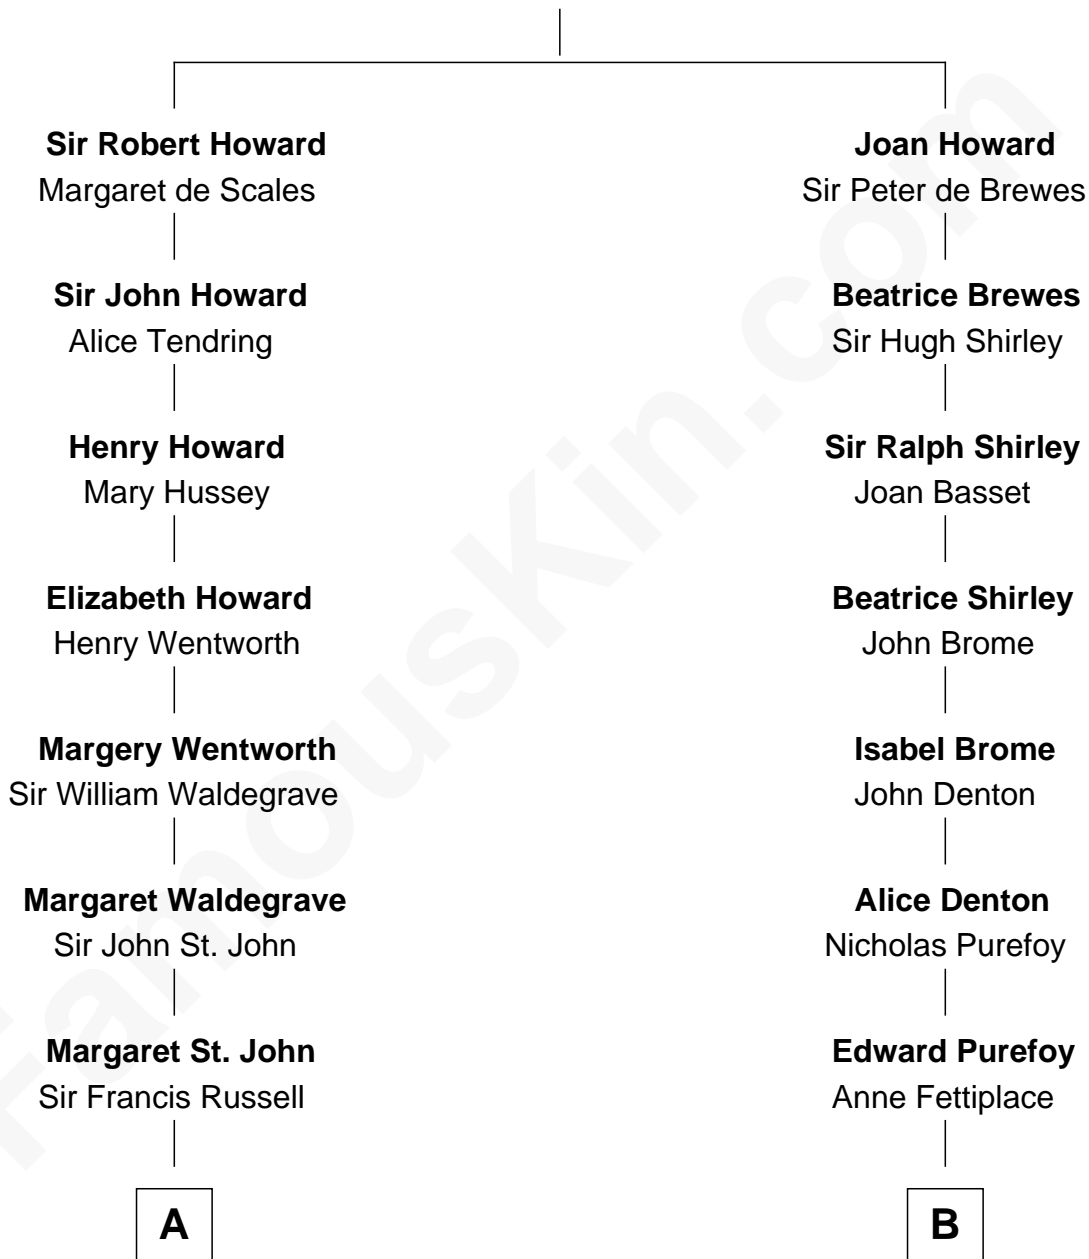 Sir Robert Howard
Margaret de Scales
Sir John Howard
Alice Tendring
Henry Howard
Mary Hussey
Elizabeth Howard
Henry Wentworth
Margery Wentworth
Sir William Waldegrave
Margaret Waldegrave
Sir John St. John
Margaret St. John
Sir Francis Russell
A
Joan Howard
Sir Peter de Brewes
Beatrice Brewes
Sir Hugh Shirley
Sir Ralph Shirley
Joan Basset
Beatrice Shirley
John Brome
Isabel Brome
John Denton
Alice Denton
Nicholas Purefoy
Edward Purefoy
Anne Fettiplace
B
FamousKin.com